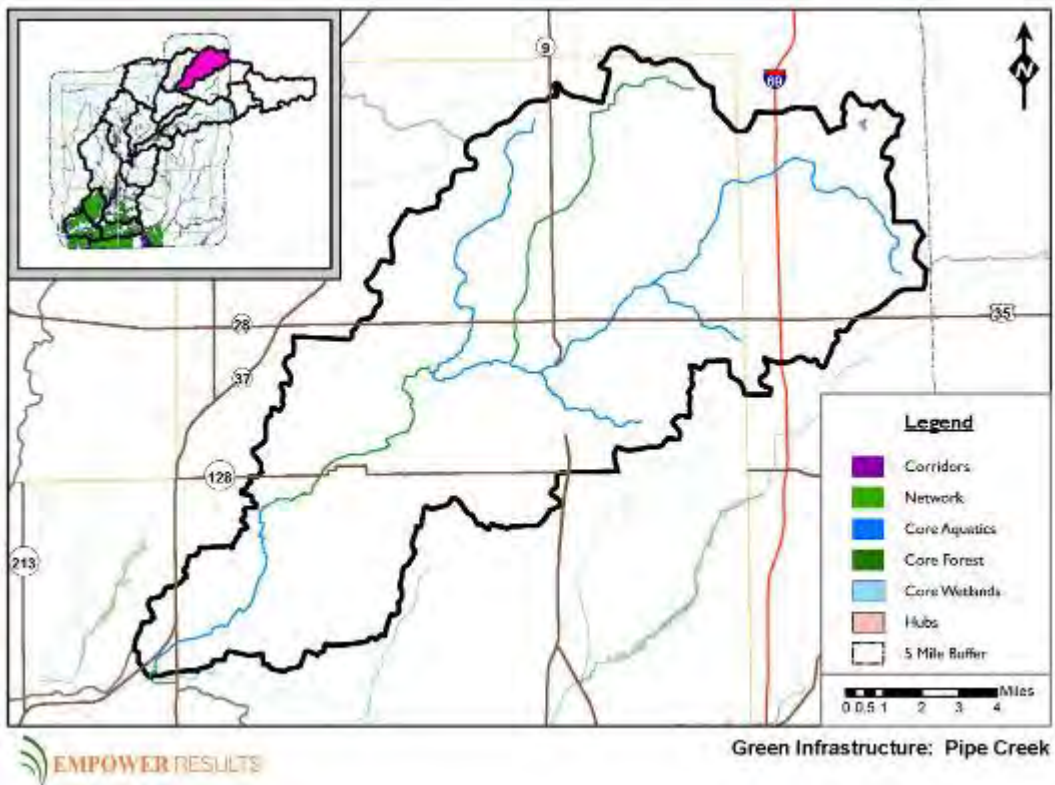 9
69
N
28
35
37
128
213
Legend
Corridors
Network
Core Aquatics
Core Forest
Core Wetlands
Hubs
5 Mile Buffer
Miles
0 0.5 1 2 3 4
EMPOWER RESULTS
Green Infrastructure: Pipe Creek